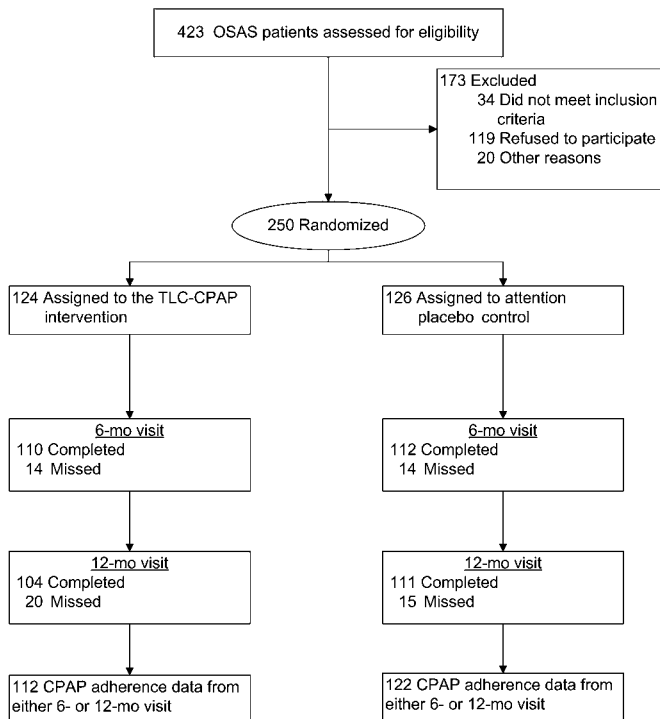 423 OSAS patients assessed for eligibility
173 Excluded
34 Did not meet inclusion
criteria
119 Refused to participate
20 Other reasons
250 Randomized
124 Assigned to the TLC-CPAP
intervention
126 Assigned to attention
placebo control
6-mo visit
110 Completed
14 Missed
6-mo visit
112 Completed
14 Missed
12-mo visit
104 Completed
20 Missed
12-mo visit
111 Completed
15 Missed
112 CPAP adherence data from
either 6- or 12-mo visit
122 CPAP adherence data from
either 6- or 12-mo visit